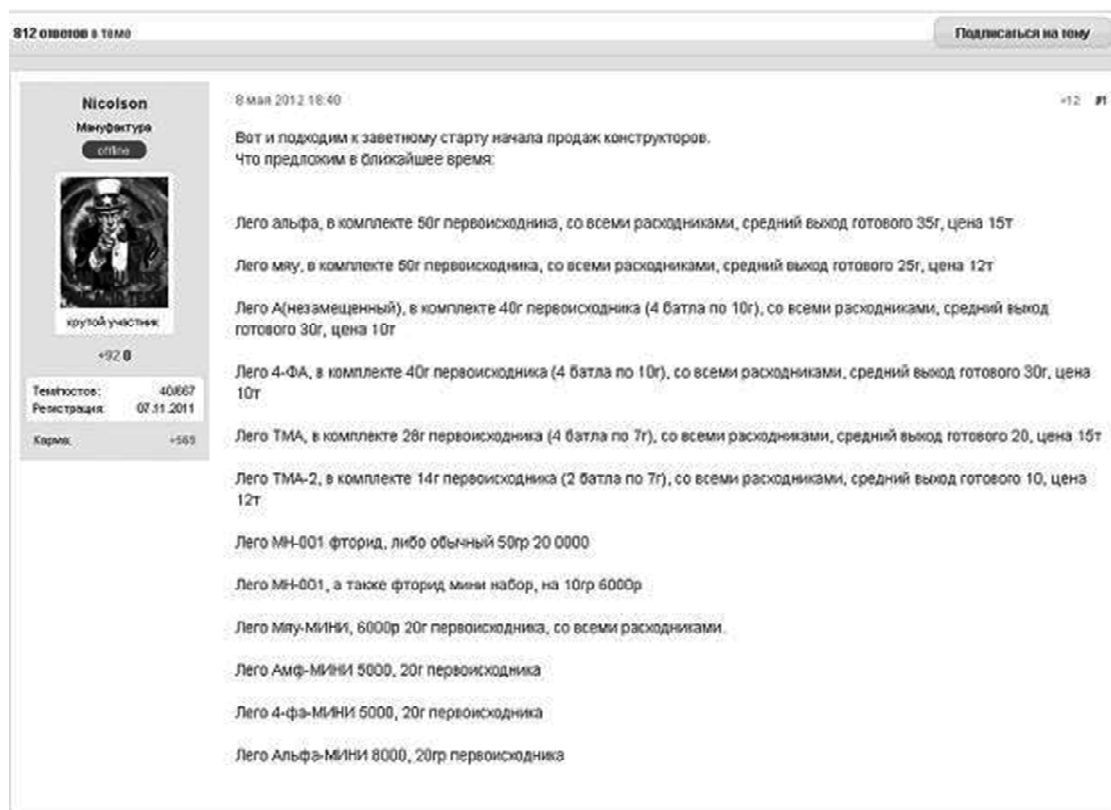 812 ответов в теме
Подписаться на тему
Nicolson
Мануфактура
offline
крутой участник
+92 0
Тем/постов: 40/667
Регистрация: 07.11.2011
Карма: +569
8 мая 2012 18:40
+12 #1
Вот и подходим к заветному старту начала продаж конструкторов.
Что предложим в ближайшее время:
Лего альфа, в комплекте 50г первоисходника, со всеми расходниками, средний выход готового 35г, цена 15т
Лего мяу, в комплекте 50г первоисходника, со всеми расходниками, средний выход готового 25г, цена 12т
Лего А(незамещенный), в комплекте 40г первоисходника (4 батла по 10г), со всеми расходниками, средний выход
готового 30г, цена 10т
Лего 4-ФА, в комплекте 40г первоисходника (4 батла по 10г), со всеми расходниками, средний выход готового 30г, цена
10т
Лего ТМА, в комплекте 28г первоисходника (4 батла по 7г), со всеми расходниками, средний выход готового 20, цена 15т
Лего ТМА-2, в комплекте 14г первоисходника (2 батла по 7г), со всеми расходниками, средний выход готового 10, цена
12т
Лего МН-001 фторид, либо обычный 50гр 20 0000
Лего МН-001, а также фторид мини набор, на 10гр 6000р
Лего Мяу-МИНИ, 6000р 20г первоисходника, со всеми расходниками.
Лего Амф-МИНИ 5000, 20г первоисходника
Лего 4-фа-МИНИ 5000, 20г первоисходника
Лего Альфа-МИНИ 8000, 20гр первоисходника